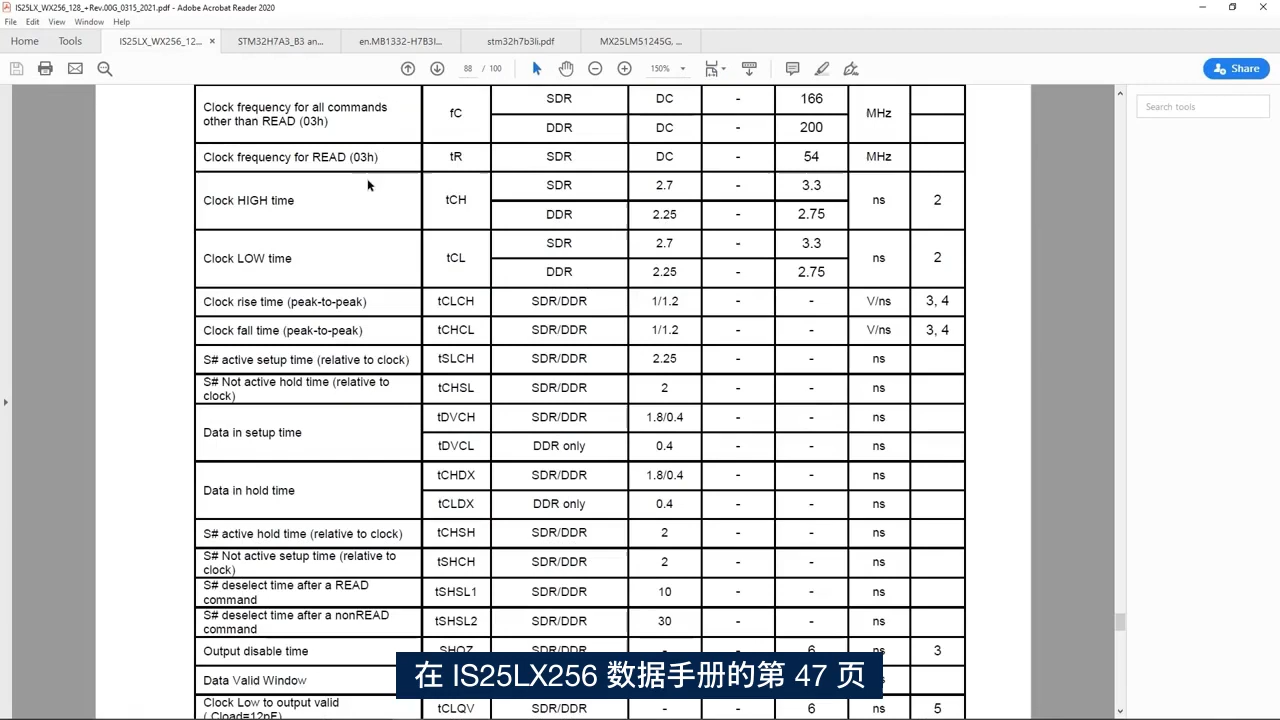 IS25LX_WX256_128_+Rev.00G_0315_2021.pdf - Adobe Acrobat Reader 2020
File Edit View Window Help
Home Tools IS25LX_WX256_12... × STM32H7A3_B3 an... en.MB1332-H7B3I... stm32h7b3li.pdf MX25LM51245G, ...
88 / 100 150% Share
Search tools
Clock frequency for all commands other than READ (03h) fC SDR DC - 166 MHz
DDR DC - 200
Clock frequency for READ (03h) tR SDR DC - 54 MHz
Clock HIGH time tCH SDR 2.7 - 3.3 ns 2
DDR 2.25 - 2.75
Clock LOW time tCL SDR 2.7 - 3.3 ns 2
DDR 2.25 - 2.75
Clock rise time (peak-to-peak) tCLCH SDR/DDR 1/1.2 - - V/ns 3, 4
Clock fall time (peak-to-peak) tCHCL SDR/DDR 1/1.2 - - V/ns 3, 4
S# active setup time (relative to clock) tSLCH SDR/DDR 2.25 - - ns
S# Not active hold time (relative to clock) tCHSL SDR/DDR 2 - - ns
Data in setup time tDVCH SDR/DDR 1.8/0.4 - - ns
tDVCL DDR only 0.4 - - ns
Data in hold time tCHDX SDR/DDR 1.8/0.4 - - ns
tCLDX DDR only 0.4 - - ns
S# active hold time (relative to clock) tCHSH SDR/DDR 2 - - ns
S# Not active setup time (relative to clock) tSHCH SDR/DDR 2 - - ns
S# deselect time after a READ command tSHSL1 SDR/DDR 10 - - ns
S# deselect time after a nonREAD command tSHSL2 SDR/DDR 30 - - ns
Output disable time 3
Data Valid Window
Clock Low to output valid tCLQV SDR/DDR - - 6 ns 5
在 IS25LX256 数据手册的第 47 页